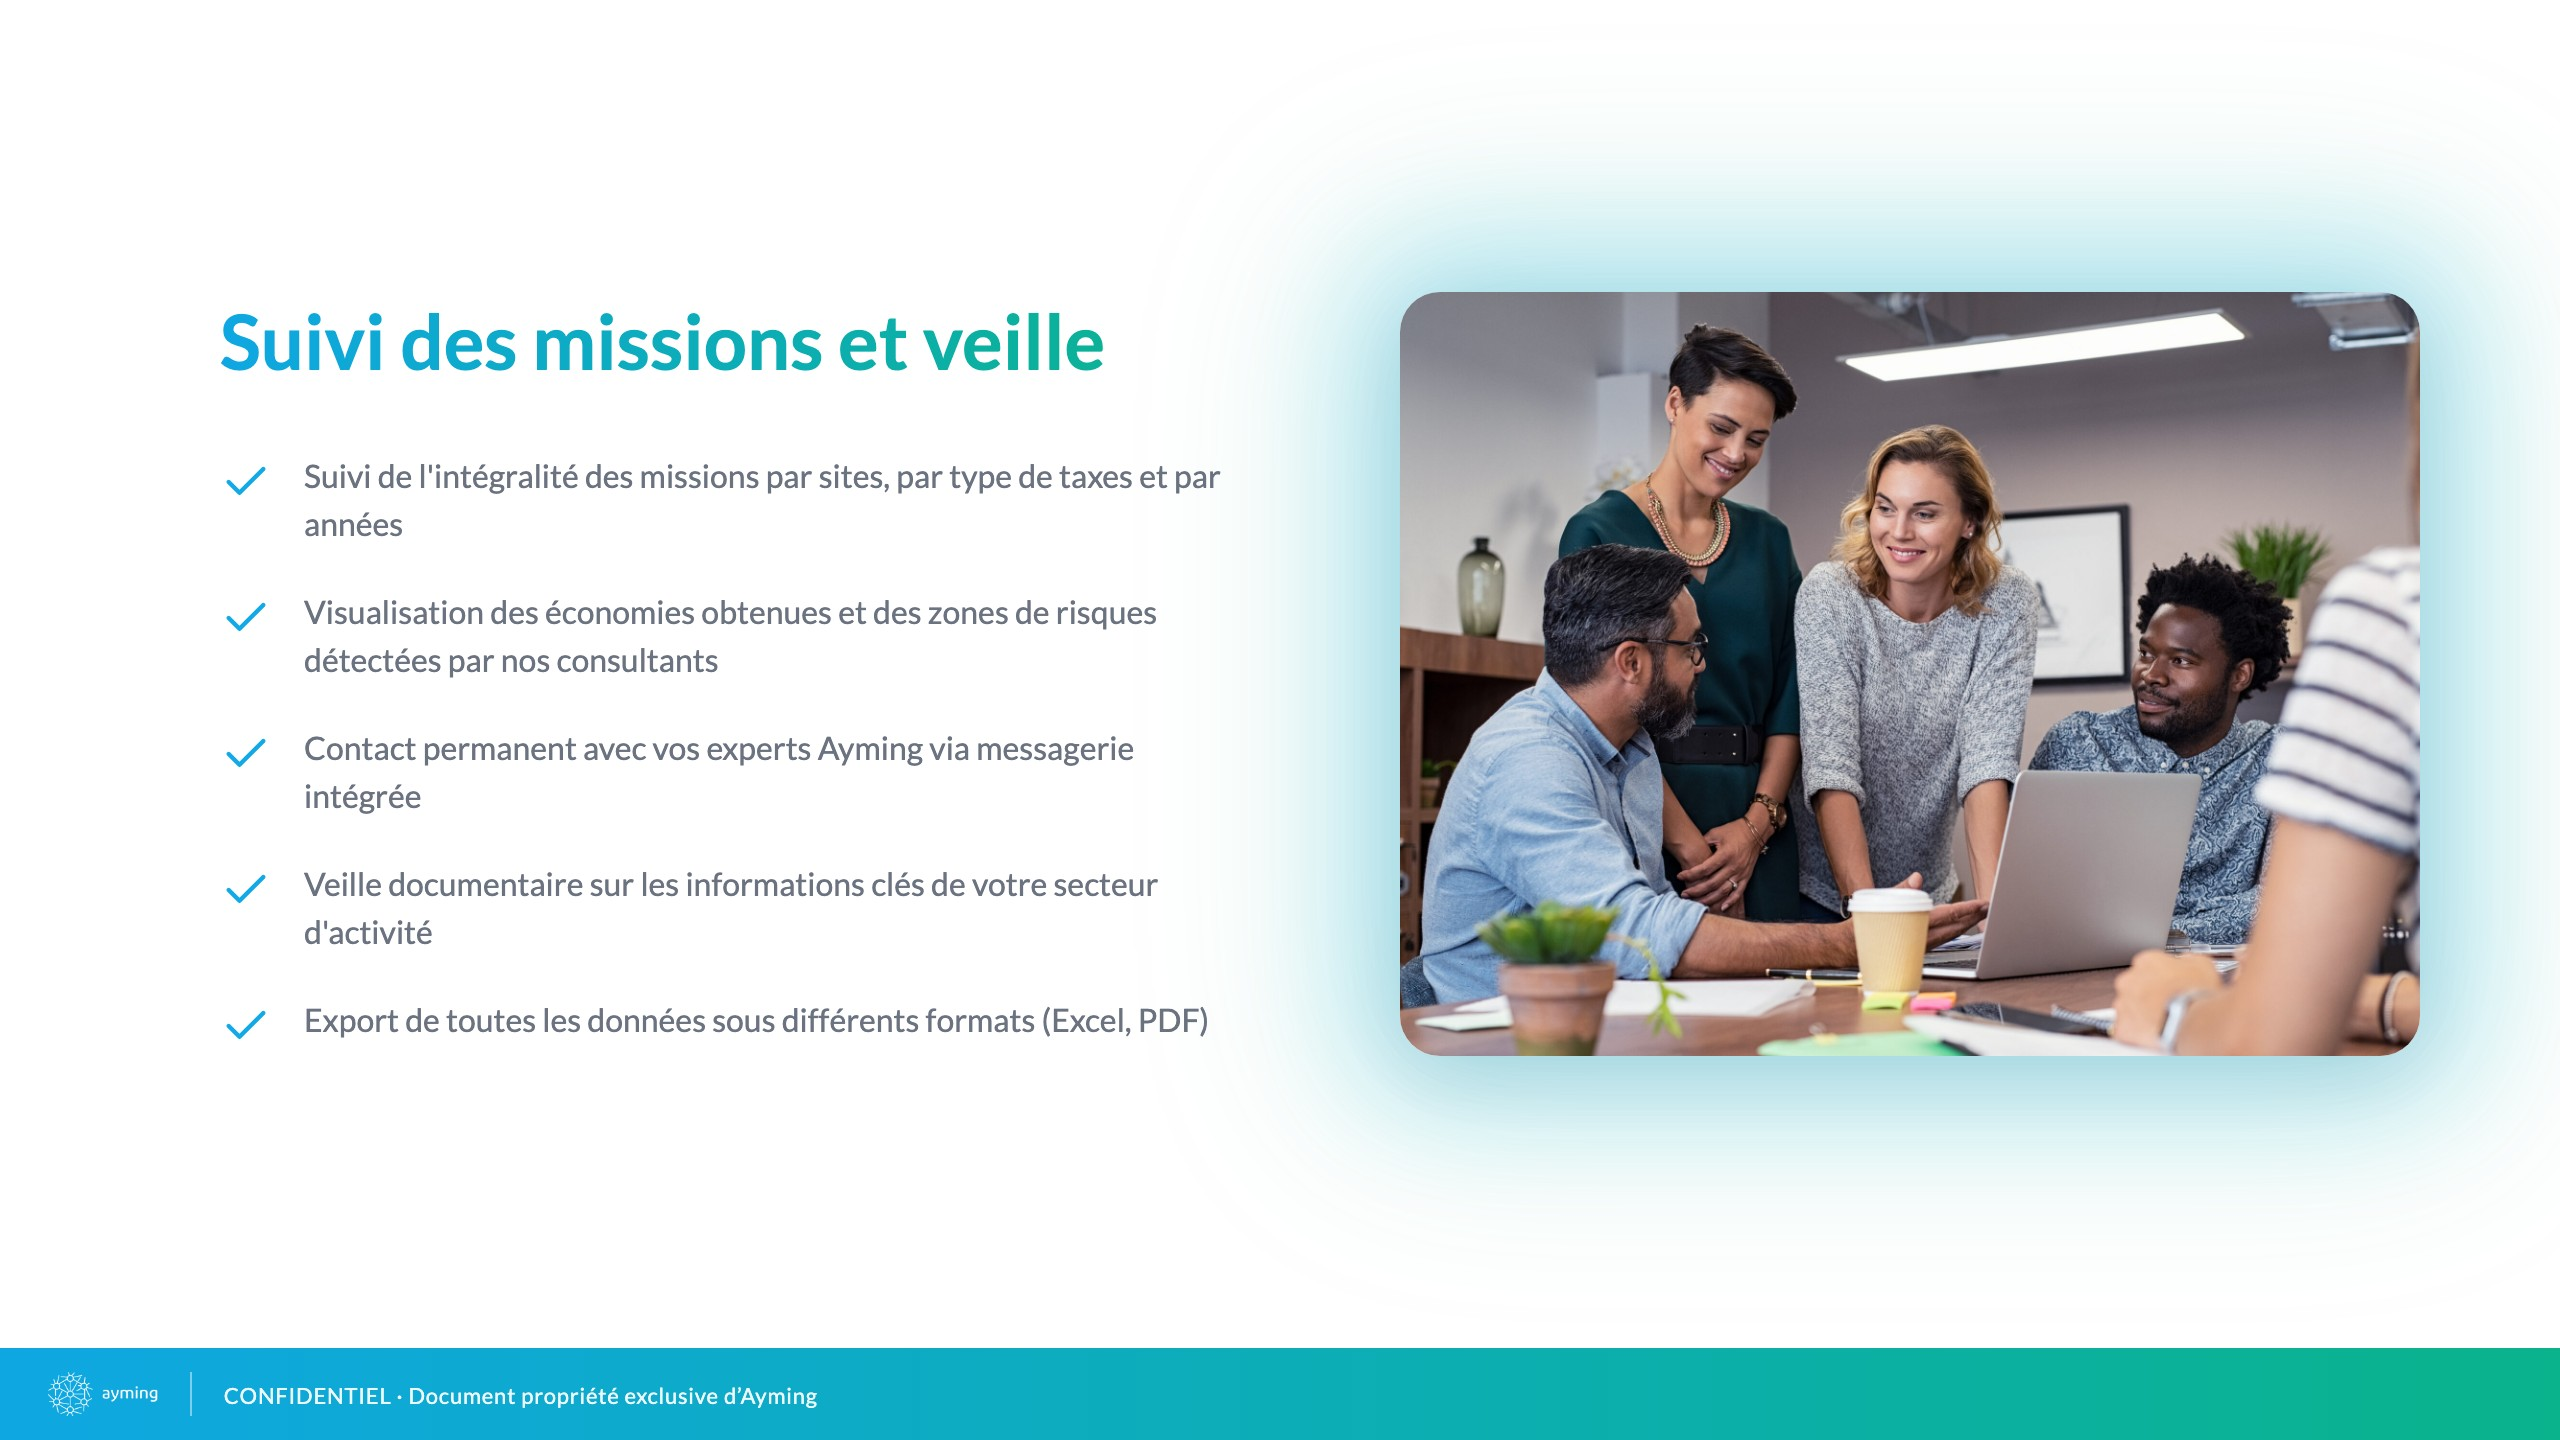 Suivi des missions et veille
Suivi de l'intégralité des missions par sites, par type de taxes et par
années
Visualisation des économies obtenues et des zones de risques
détectées par nos consultants
Contact permanent avec vos experts Ayming via messagerie
intégrée
Veille documentaire sur les informations clés de votre secteur
d'activité
Export de toutes les données sous différents formats (Excel, PDF)
ayming
CONFIDENTIEL · Document propriété exclusive d’Ayming